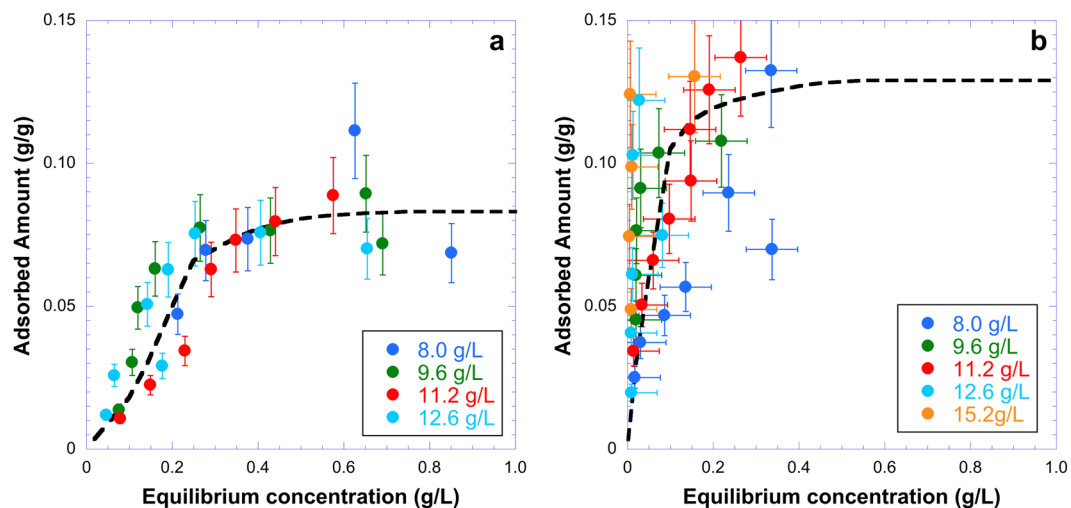 a
0.15
0.10
0.05
0
Adsorbed Amount (g/g)
0 0.2 0.4 0.6 0.8 1.0
Equilibrium concentration (g/L)
8.0 g/L
9.6 g/L
11.2 g/L
12.6 g/L
b
0.15
0.10
0.05
0
Adsorbed Amount (g/g)
0 0.2 0.4 0.6 0.8 1.0
Equilibrium concentration (g/L)
8.0 g/L
9.6 g/L
11.2 g/L
12.6 g/L
15.2g/L